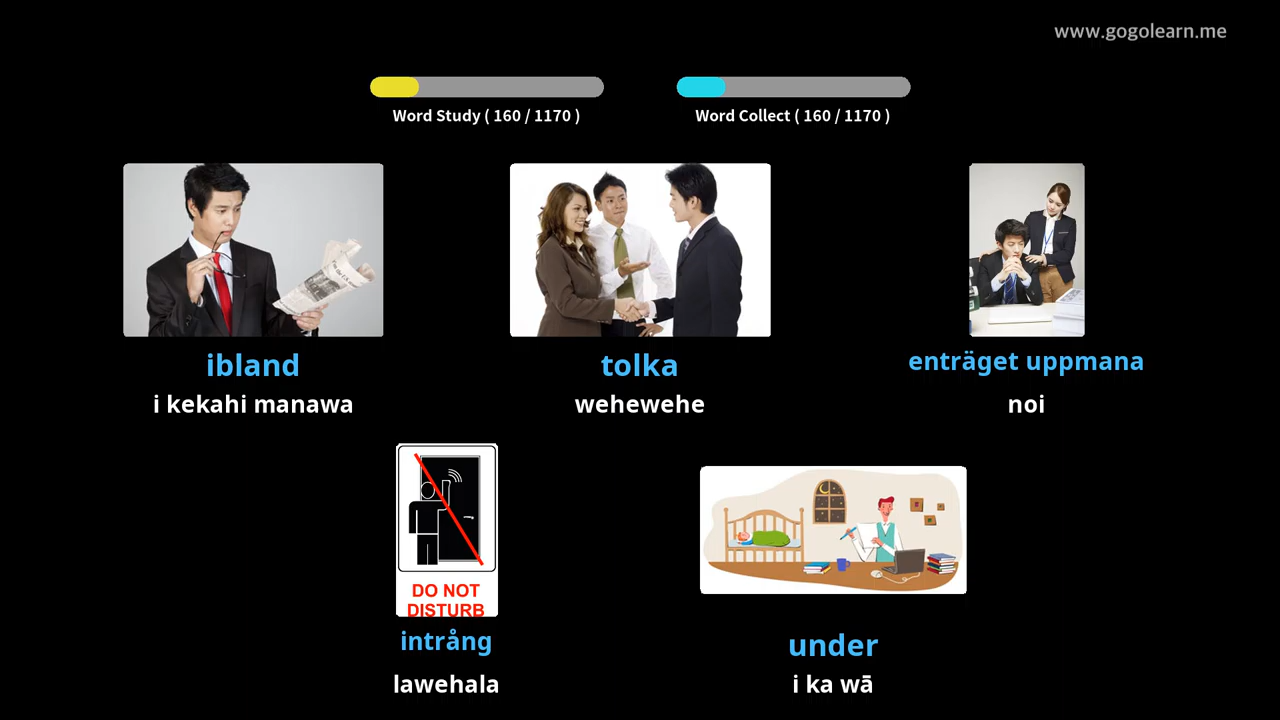 www.gogolearn.me
Word Study ( 160 / 1170 )
Word Collect ( 160 / 1170 )
ibland
tolka
enträget uppmana
i kekahi manawa
wehewehe
noi
DO NOT
DISTURB
intrång
under
lawehala
i ka wā